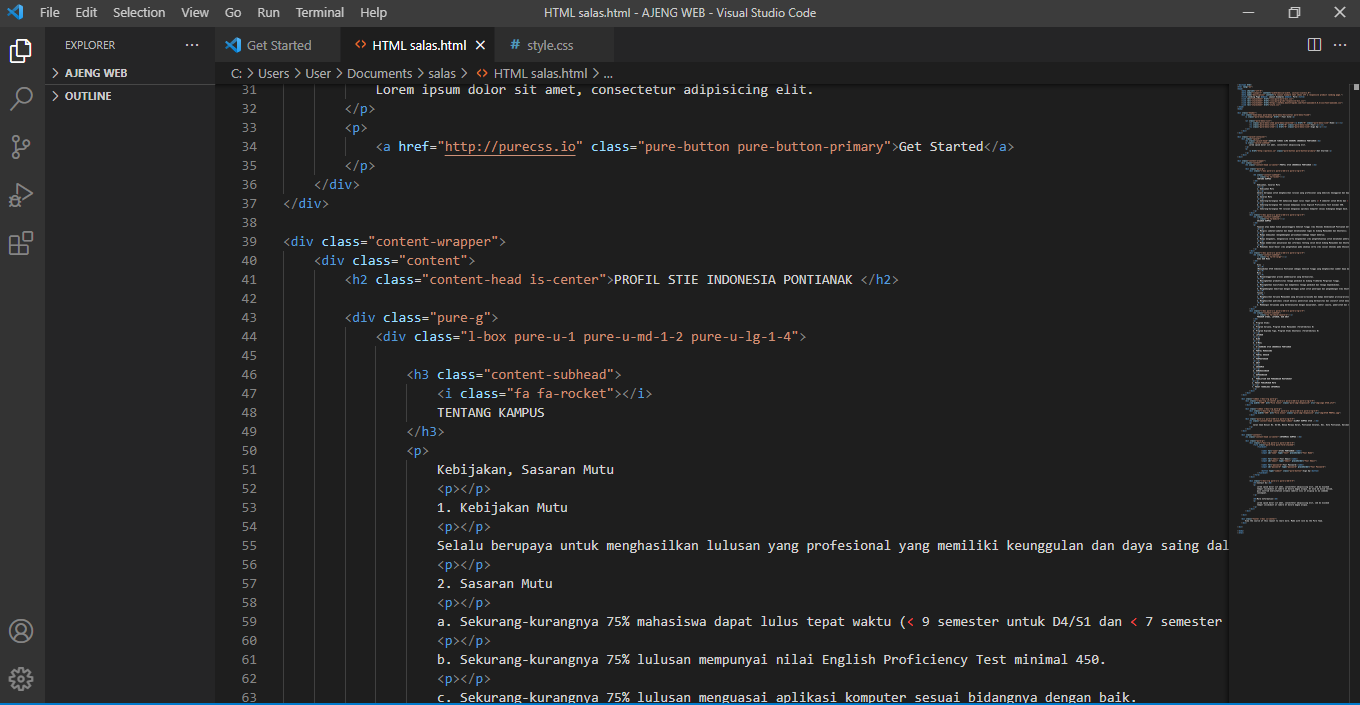 File Edit Selection View Go Run Terminal Help HTML salas.html - AJENG WEB - Visual Studio Code
EXPLORER
AJENG WEB
OUTLINE
Get Started HTML salas.html # style.css
C: > Users > User > Documents > salas > <> HTML salas.html > ...
31 Lorem ipsum dolor sit amet, consectetur adipisicing elit.
32 </p>
33 <p>
34 <a href="http://purecss.io" class="pure-button pure-button-primary">Get Started</a>
35 </p>
36 </div>
37 </div>
38
39 <div class="content-wrapper">
40 <div class="content">
41 <h2 class="content-head is-center">PROFIL STIE INDONESIA PONTIANAK </h2>
42
43 <div class="pure-g">
44 <div class="l-box pure-u-1 pure-u-md-1-2 pure-u-lg-1-4">
45
46 <h3 class="content-subhead">
47 <i class="fa fa-rocket"></i>
48 TENTANG KAMPUS
49 </h3>
50 <p>
51 Kebijakan, Sasaran Mutu
52 <p></p>
53 1. Kebijakan Mutu
54 <p></p>
55 Selalu berupaya untuk menghasilkan lulusan yang profesional yang memiliki keunggulan dan daya saing dal
56 <p></p>
57 2. Sasaran Mutu
58 <p></p>
59 a. Sekurang-kurangnya 75% mahasiswa dapat lulus tepat waktu (< 9 semester untuk D4/S1 dan < 7 semester
60 <p></p>
61 b. Sekurang-kurangnya 75% lulusan mempunyai nilai English Proficiency Test minimal 450.
62 <p></p>
63 c. Sekurang-kurangnya 75% lulusan menguasai aplikasi komputer sesuai bidangnya dengan baik.